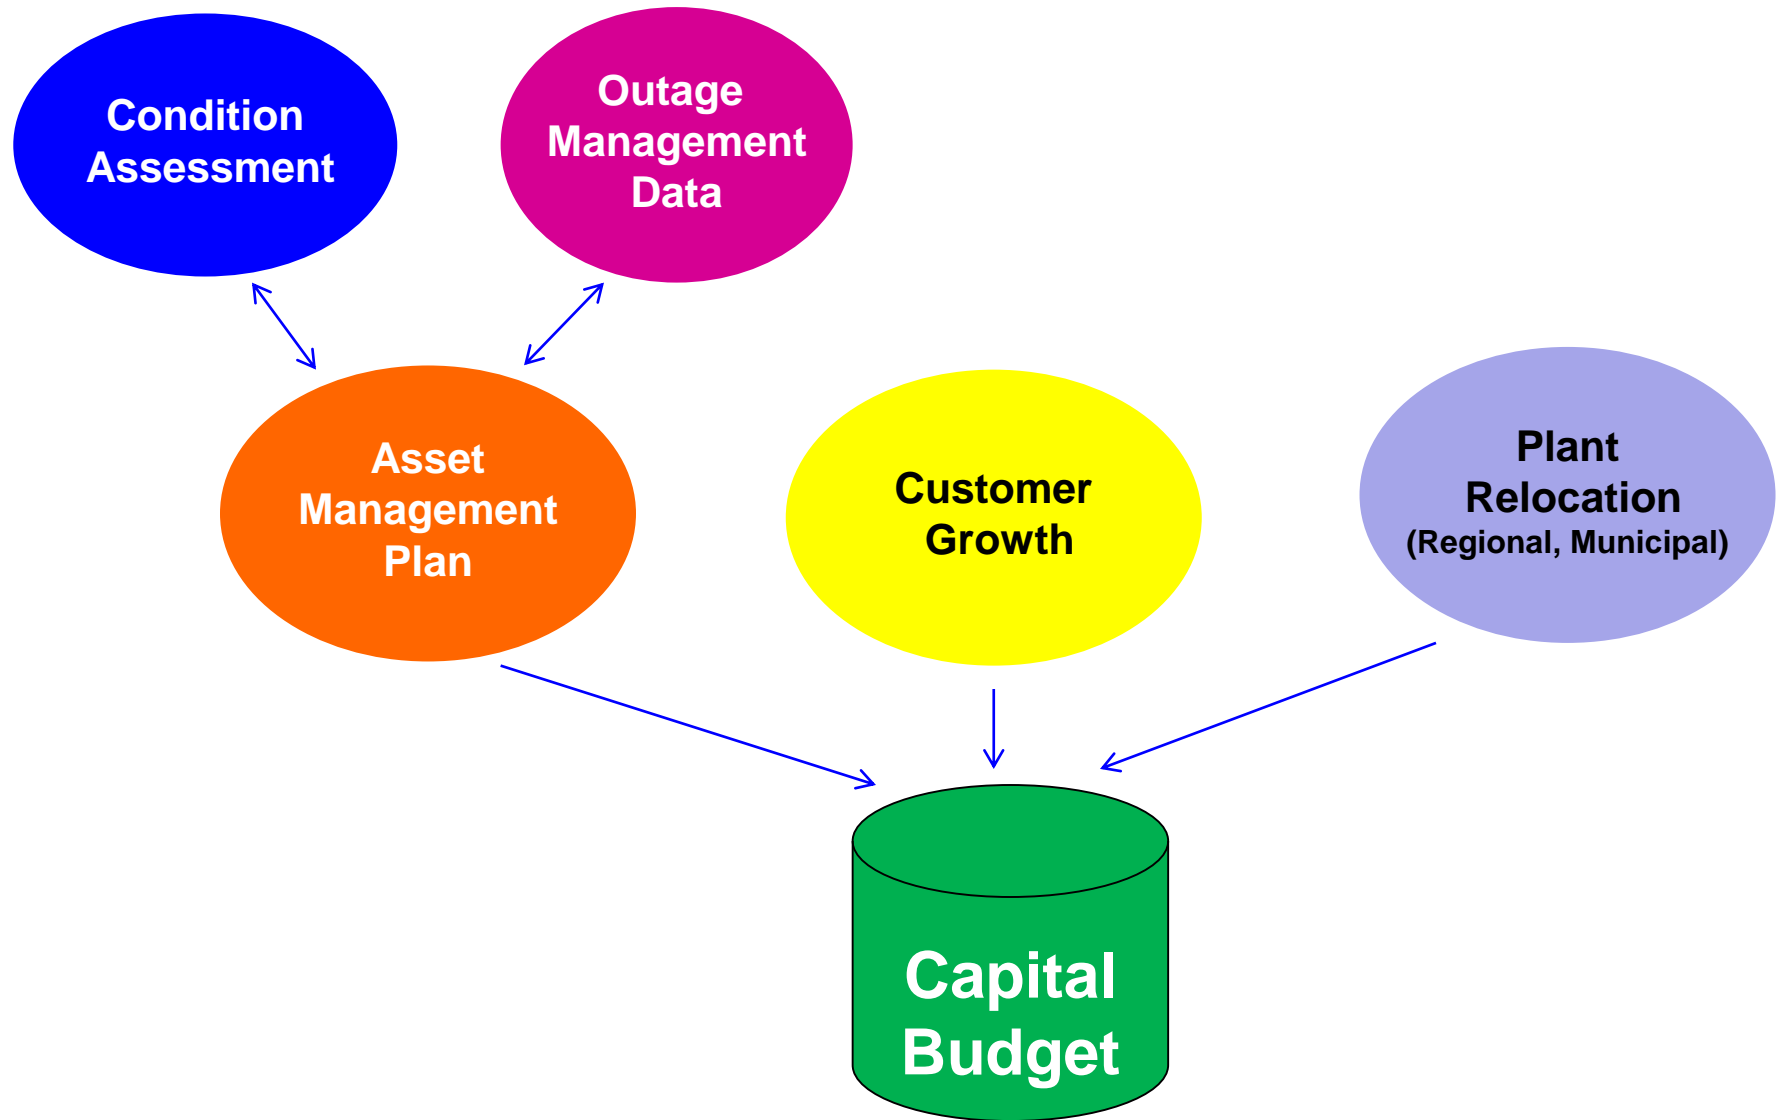 Condition
Assessment
Outage
Management
Data
Asset
Management
Plan
Customer
Growth
Plant
Relocation
(Regional, Municipal)
Capital
Budget